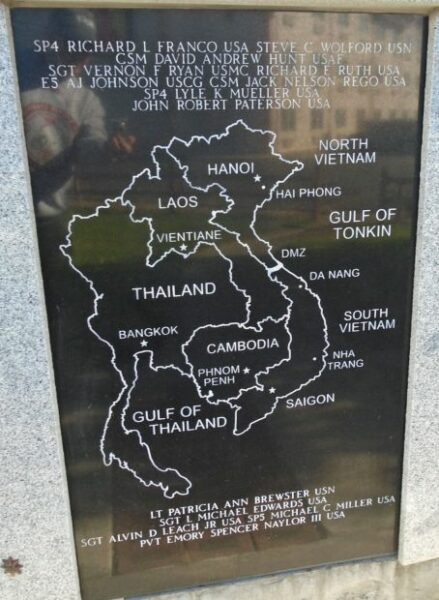 SP4 RICHARD L FRANCO USA STEVE C WOLFORD USN
CSM DAVID ANDREW HUNT USAF
SGT VERNON F RYAN USMC RICHARD E RUTH USA
E5 AJ JOHNSON USCG CSM JACK NELSON REGO USA
SP4 LYLE K MUELLER USA
JOHN ROBERT PATERSON USA
NORTH
VIETNAM
HANOI
HAI PHONG
LAOS
GULF OF
TONKIN
VIENTIANE
DMZ
DA NANG
THAILAND
SOUTH
VIETNAM
BANGKOK
CAMBODIA
NHA
TRANG
PHNOM
PENH
SAIGON
GULF OF
THAILAND
LT PATRICIA ANN BREWSTER USN
SGT L MICHAEL EDWARDS USA
SGT ALVIN D LEACH JR USA SP5 MICHAEL C MILLER USA
PVT EMORY SPENCER NAYLOR III USA